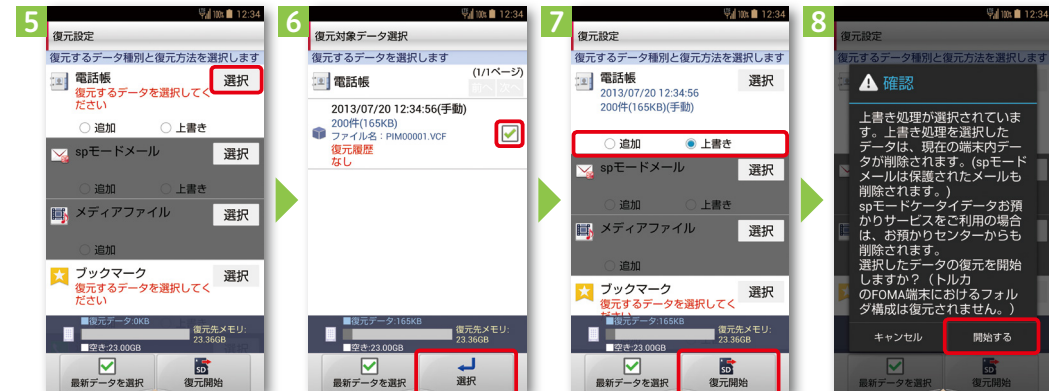 5
100% 12:34
復元設定
復元するデータ種別と復元方法を選択します
電話帳
選択
復元するデータを選択してく
ださい
追加
上書き
spモードメール
選択
追加
上書き
メディアファイル
選択
追加
ブックマーク
選択
復元するデータを選択してく
ださい
■復元データ:0KB
復元先メモリ:
23.36GB
■空き:23.00GB
最新データを選択
SD
復元開始
6
100% 12:34
復元対象データ選択
復元するデータを選択します
電話帳
(1/1ページ)
前へ 次へ
2013/07/20 12:34:56(手動)
200件(165KB)
ファイル名：PIM00001.VCF
復元履歴
なし
■復元データ:165KB
復元先メモリ:
23.36GB
■空き:23.00GB
最新データを選択
選択
7
100% 12:34
復元設定
復元するデータ種別と復元方法を選択します
電話帳
選択
2013/07/20 12:34:56
200件(165KB)(手動)
追加
上書き
spモードメール
選択
追加
上書き
メディアファイル
選択
追加
ブックマーク
選択
復元するデータを選択してく
ださい
■復元データ:165KB
復元先メモリ:
23.36GB
■空き:23.00GB
最新データを選択
SD
復元開始
8
100% 12:34
復元設定
復元するデータ種別と復元方法を選択します
確認
上書き処理が選択されていま
す。上書き処理を選択した
データは、現在の端末内デー
タが削除されます。(spモード
メールは保護されたメールも
削除されます。)
spモードケータイデータお預
かりサービスをご利用の場合
は、お預かりセンターからも
削除されます。
選択したデータの復元を開始
しますか？（トルカ
のFOMA端末におけるフォル
ダ構成は復元されません。）
キャンセル
開始する
最新データを選択
復元開始